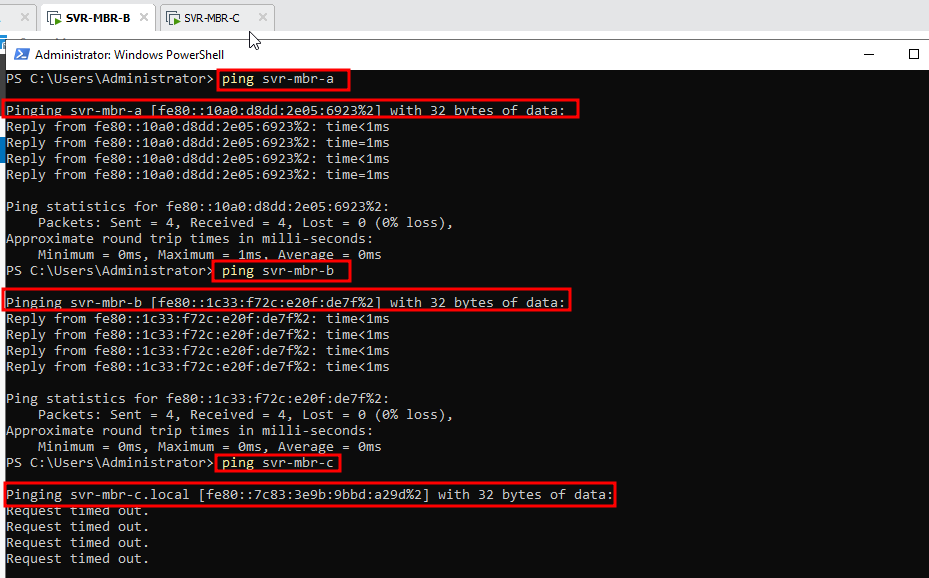 SVR-MBR-B
SVR-MBR-C
Administrator: Windows PowerShell
PS C:\Users\Administrator> ping svr-mbr-a
Pinging svr-mbr-a [fe80::10a0:d8dd:2e05:6923%2] with 32 bytes of data:
Reply from fe80::10a0:d8dd:2e05:6923%2: time<1ms
Reply from fe80::10a0:d8dd:2e05:6923%2: time=1ms
Reply from fe80::10a0:d8dd:2e05:6923%2: time<1ms
Reply from fe80::10a0:d8dd:2e05:6923%2: time=1ms
Ping statistics for fe80::10a0:d8dd:2e05:6923%2:
Packets: Sent = 4, Received = 4, Lost = 0 (0% loss),
Approximate round trip times in milli-seconds:
Minimum = 0ms, Maximum = 1ms, Average = 0ms
PS C:\Users\Administrator> ping svr-mbr-b
Pinging svr-mbr-b [fe80::1c33:f72c:e20f:de7f%2] with 32 bytes of data:
Reply from fe80::1c33:f72c:e20f:de7f%2: time<1ms
Reply from fe80::1c33:f72c:e20f:de7f%2: time<1ms
Reply from fe80::1c33:f72c:e20f:de7f%2: time<1ms
Reply from fe80::1c33:f72c:e20f:de7f%2: time<1ms
Ping statistics for fe80::1c33:f72c:e20f:de7f%2:
Packets: Sent = 4, Received = 4, Lost = 0 (0% loss),
Approximate round trip times in milli-seconds:
Minimum = 0ms, Maximum = 0ms, Average = 0ms
PS C:\Users\Administrator> ping svr-mbr-c
Pinging svr-mbr-c.local [fe80::7c83:3e9b:9bbd:a29d%2] with 32 bytes of data:
Request timed out.
Request timed out.
Request timed out.
Request timed out.